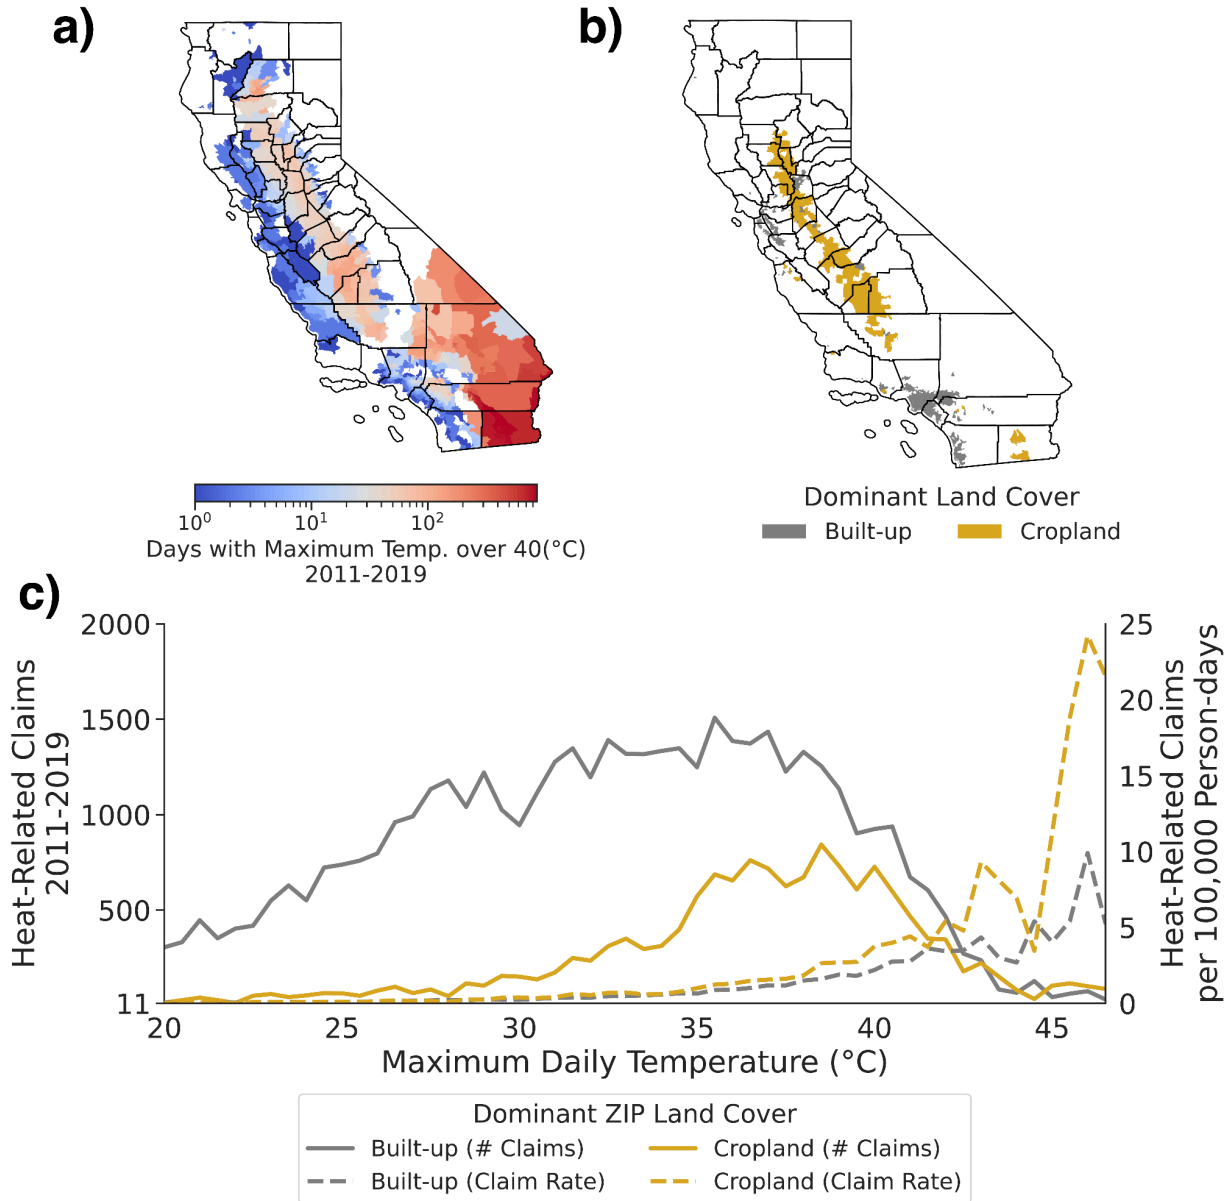 a)
b)
10⁰ 10¹ 10²
Days with Maximum Temp. over 40(°C)
2011-2019
Dominant Land Cover
Built-up Cropland
c)
Heat-Related Claims
2011-2019
2000
1500
1000
500
11
25
20
15
10
5
0
Heat-Related Claims
per 100,000 Person-days
20 25 30 35 40 45
Maximum Daily Temperature (°C)
Dominant ZIP Land Cover
Built-up (# Claims) Cropland (# Claims)
Built-up (Claim Rate) Cropland (Claim Rate)